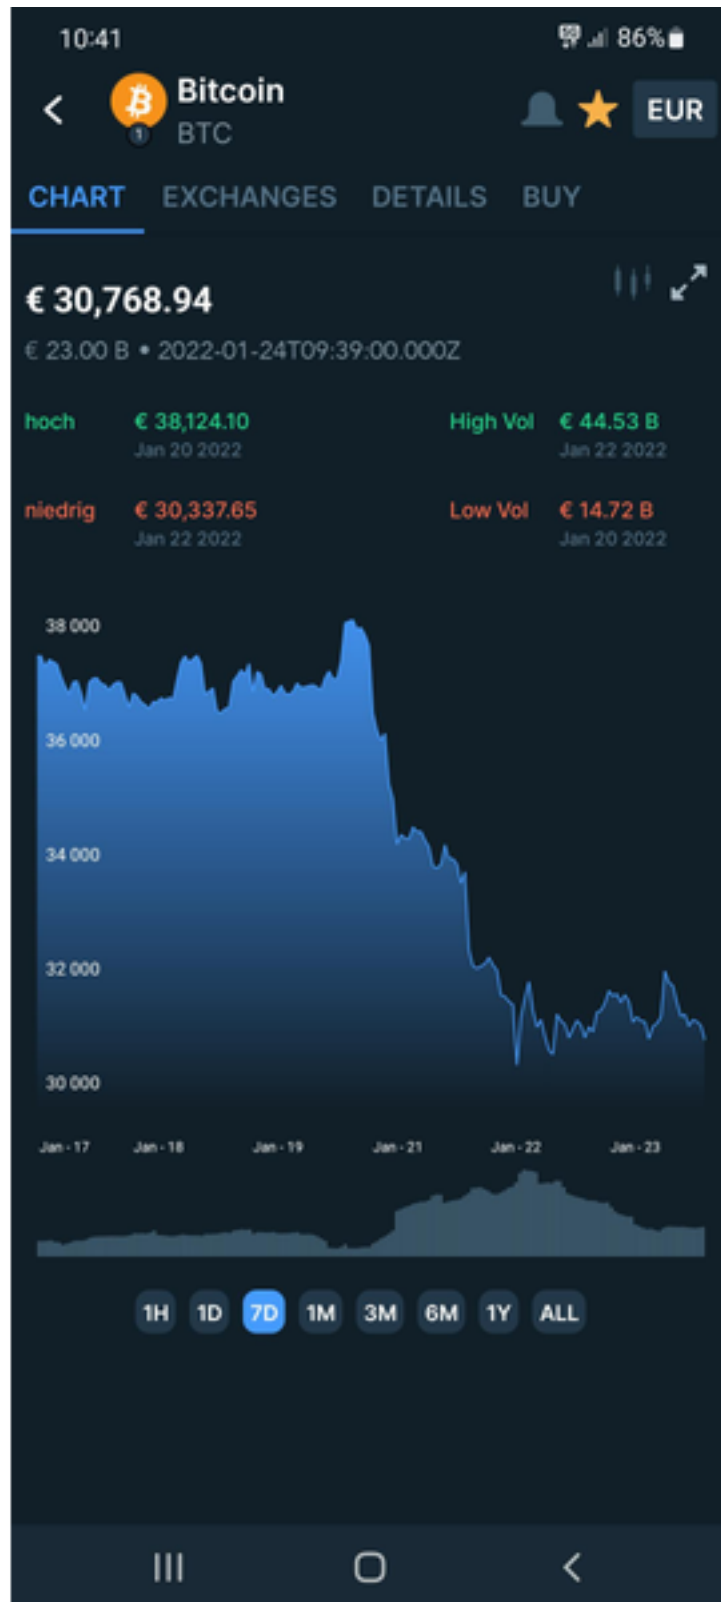 10:41 86%
Bitcoin
BTC
1
EUR
CHART EXCHANGES DETAILS BUY
€ 30,768.94
€ 23.00 B • 2022-01-24T09:39:00.000Z
hoch € 38,124.10 High Vol € 44.53 B
Jan 20 2022 Jan 22 2022
niedrig € 30,337.65 Low Vol € 14.72 B
Jan 22 2022 Jan 20 2022
38 000
36 000
34 000
32 000
30 000
Jan - 17 Jan - 18 Jan - 19 Jan - 21 Jan - 22 Jan - 23
1H 1D 7D 1M 3M 6M 1Y ALL